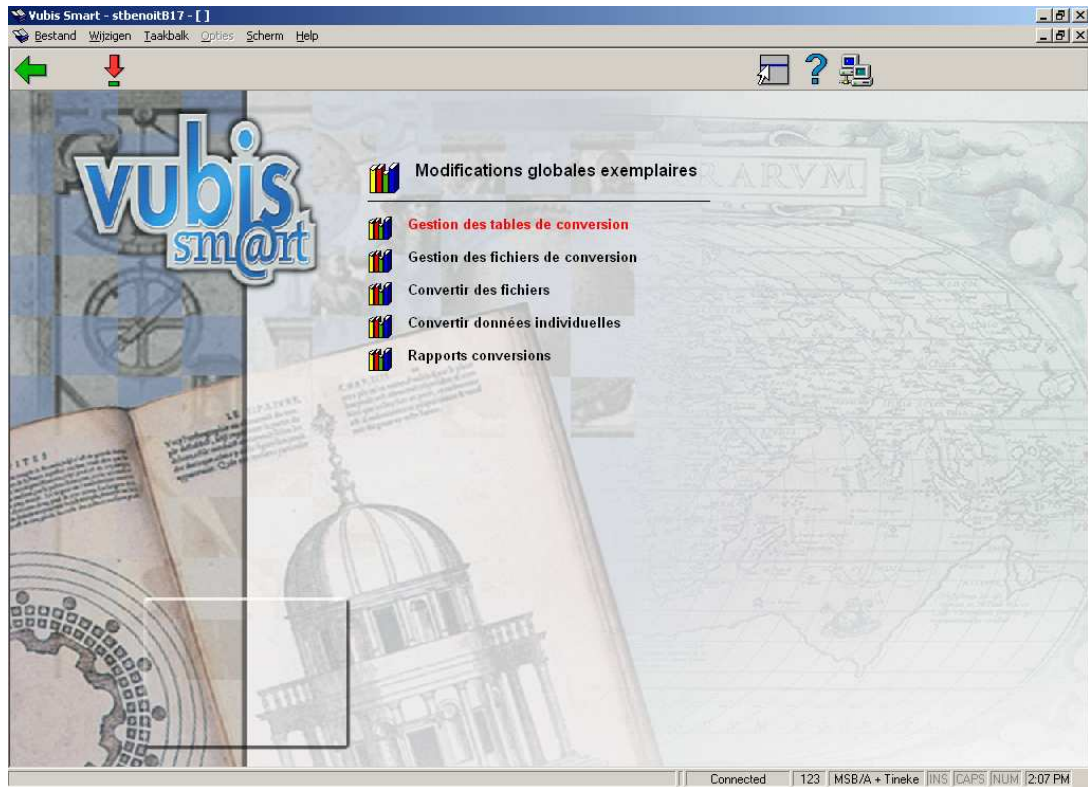 Vubis Smart - stbenoitB17 - [ ]
Bestand Wijzigen Taakbalk Opties Scherm Help
vubis
sm@rt
ARVM
Modifications globales exemplaires
Gestion des tables de conversion
Gestion des fichiers de conversion
Convertir des fichiers
Convertir données individuelles
Rapports conversions
Connected 123 MSB/A + Tineke INS CAPS NUM 2:07 PM